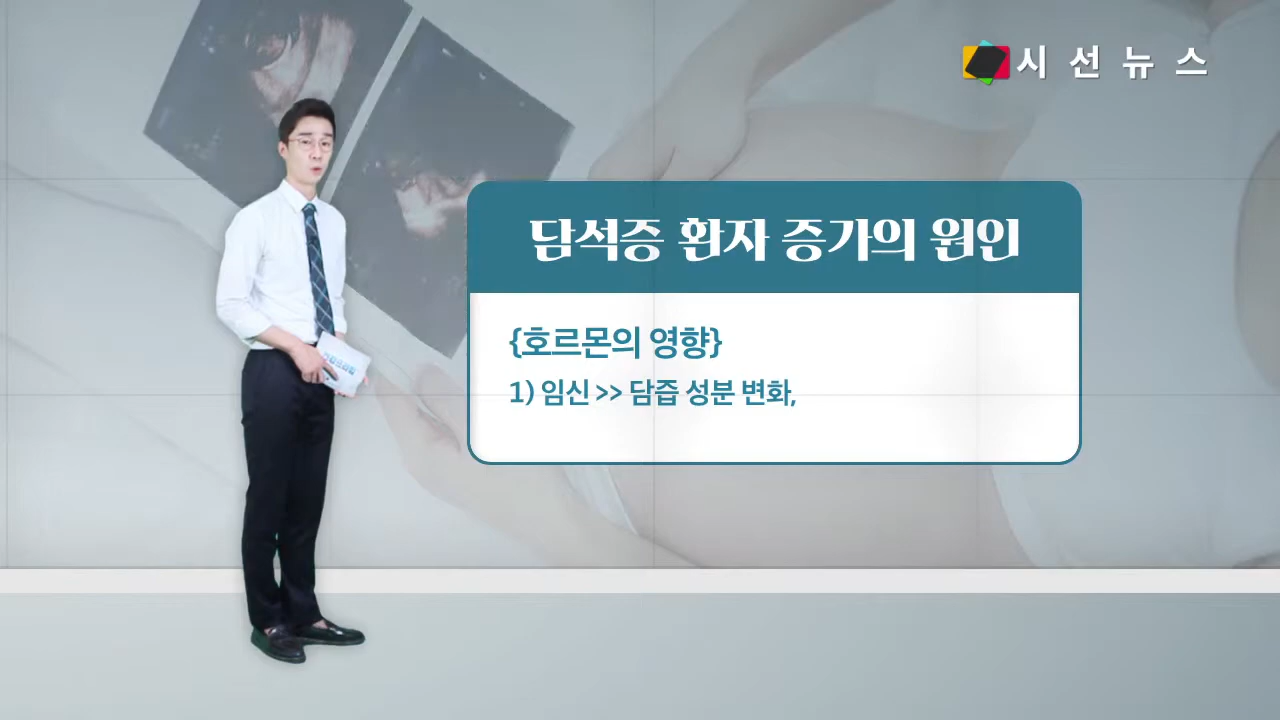 시선뉴스
담석증 환자 증가의 원인
{호르몬의 영향}
1) 임신 >> 담즙 성분 변화,